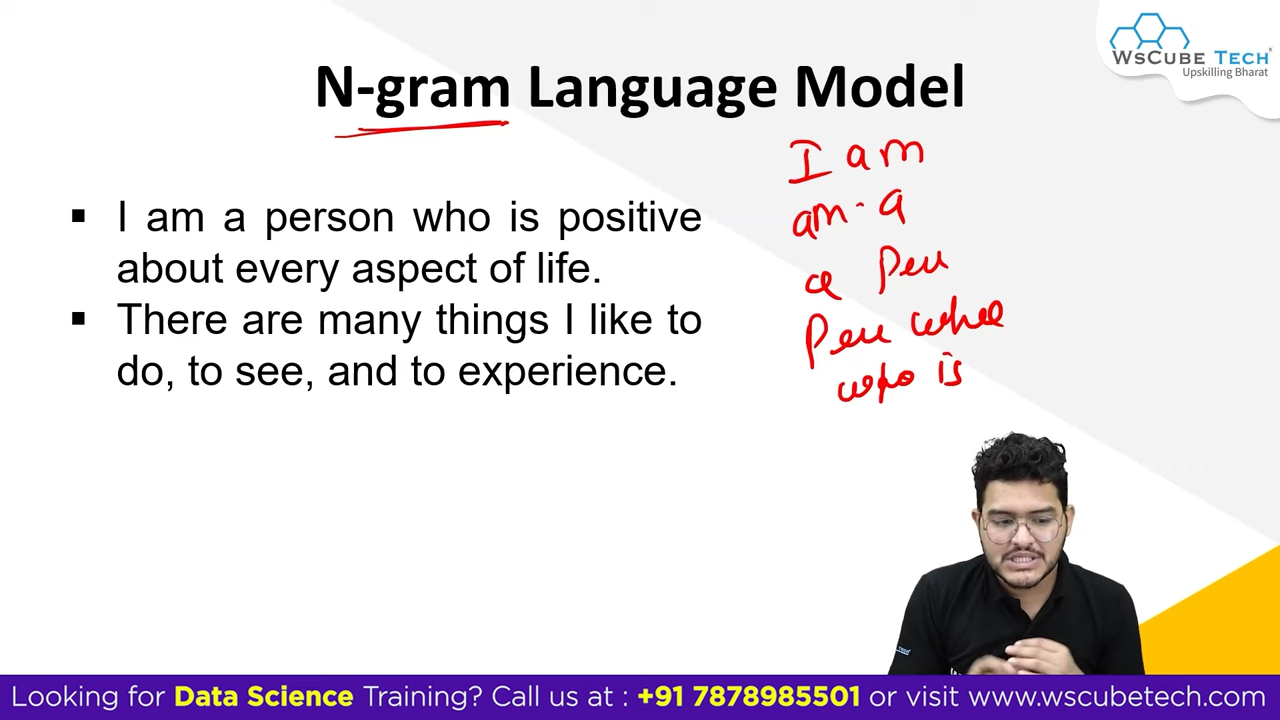 WsCube Tech
Upskilling Bharat
N-gram Language Model
I am a person who is positive
about every aspect of life.
There are many things I like to
do, to see, and to experience.
I am
am. a
a
who is
Looking for Data Science Training? Call us at : +91 7878985501 or visit www.wscubetech.com